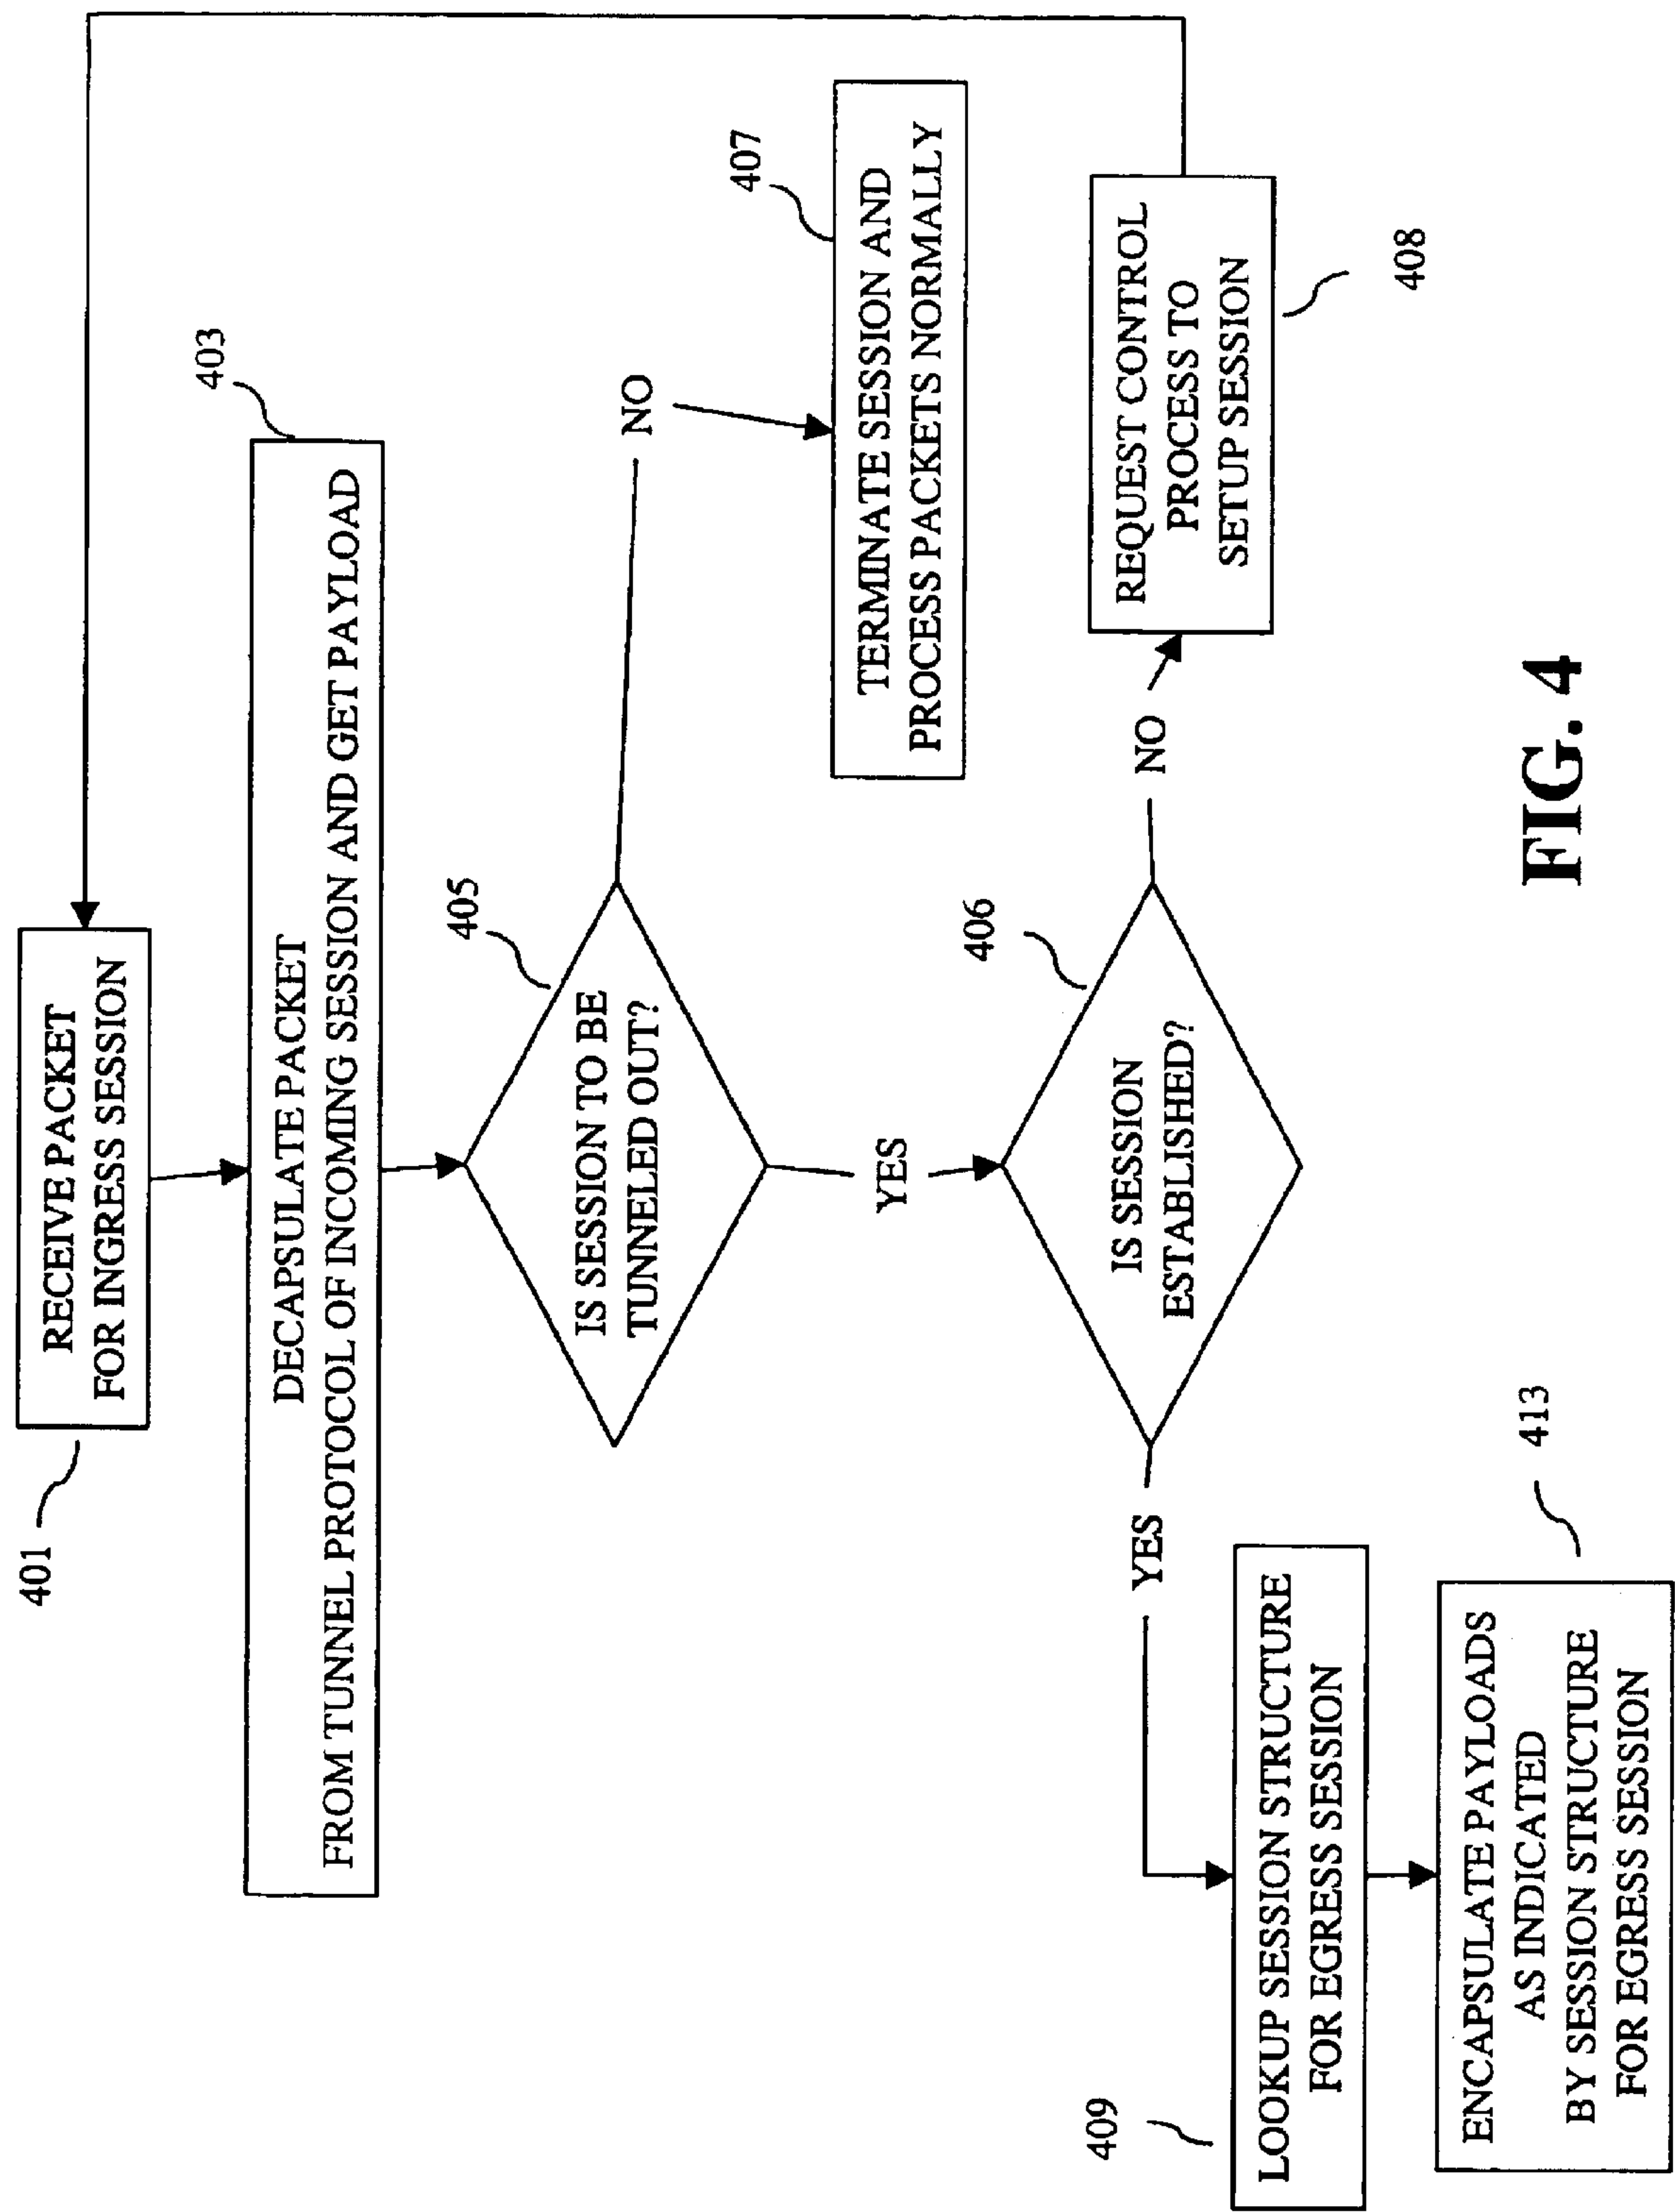 401
RECEIVE PACKET
FOR INGRESS SESSION
403
DECAPSULATE PACKET
FROM TUNNEL PROTOCOL OF INCOMING SESSION AND GET PAYLOAD
405
IS SESSION TO BE
TUNNELED OUT?
NO
407
TERMINATE SESSION AND
PROCESS PACKETS NORMALLY
YES
406
IS SESSION
ESTABLISHED?
NO
REQUEST CONTROL
PROCESS TO
SETUP SESSION
408
YES
409
LOOKUP SESSION STRUCTURE
FOR EGRESS SESSION
413
ENCAPSULATE PAYLOADS
AS INDICATED
BY SESSION STRUCTURE
FOR EGRESS SESSION
FIG. 4